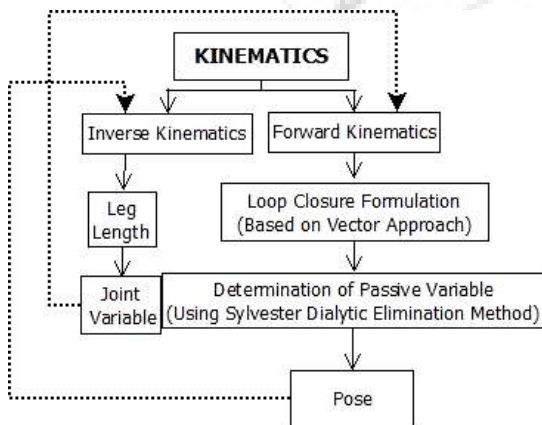 KINEMATICS
Inverse Kinematics
Forward Kinematics
Leg
Length
Loop Closure Formulation
(Based on Vector Approach)
Joint
Variable
Determination of Passive Variable
(Using Sylvester Dialytic Elimination Method)
Pose